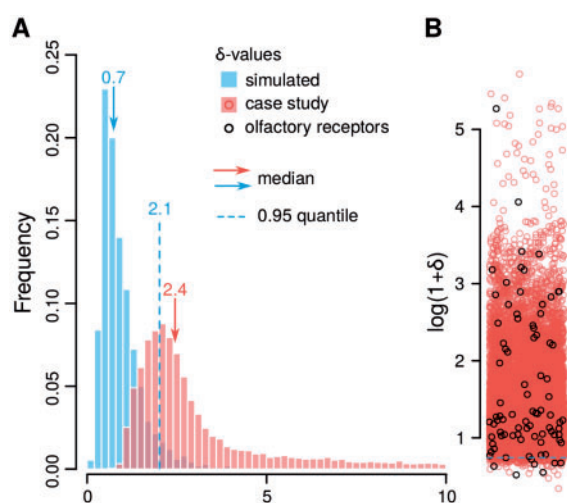 A
B
0.25
0.20
0.15
0.10
0.05
0.00
Frequency
0
5
10
0.7
2.1
2.4
δ-values
simulated
case study
olfactory receptors
median
0.95 quantile
log(1+δ)
5
4
3
2
1